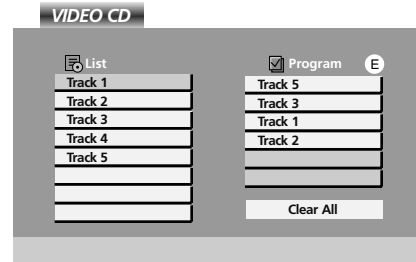 VIDEO CD
List
Track 1
Track 2
Track 3
Track 4
Track 5
Program E
Track 5
Track 3
Track 1
Track 2
Clear All